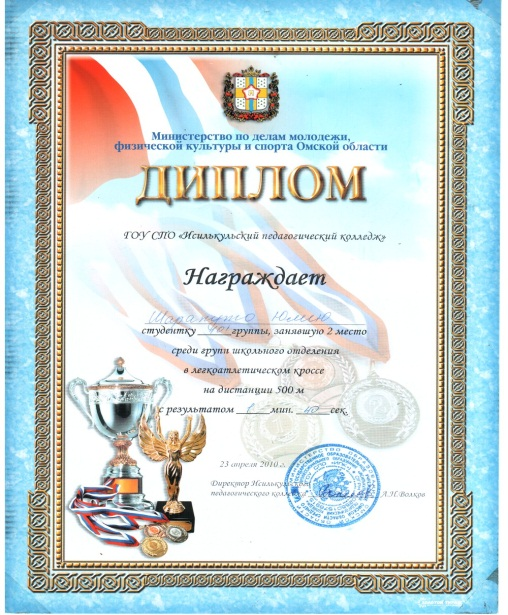 Министерство по делам молодежи,
физической культуры и спорта Омской области
ДИПЛОМ
ГОУ СПО «Исилькульский педагогический колледж»
Награждает
Юлию
студентку группы, занявшую 2 место
среди групп школьного отделения
в легкоатлетическом кроссе
на дистанции 500 м
с результатом мин. сек.
23 апреля 2010 г.
Директор Исилькульского
педагогического колледжа А.Н.Волков